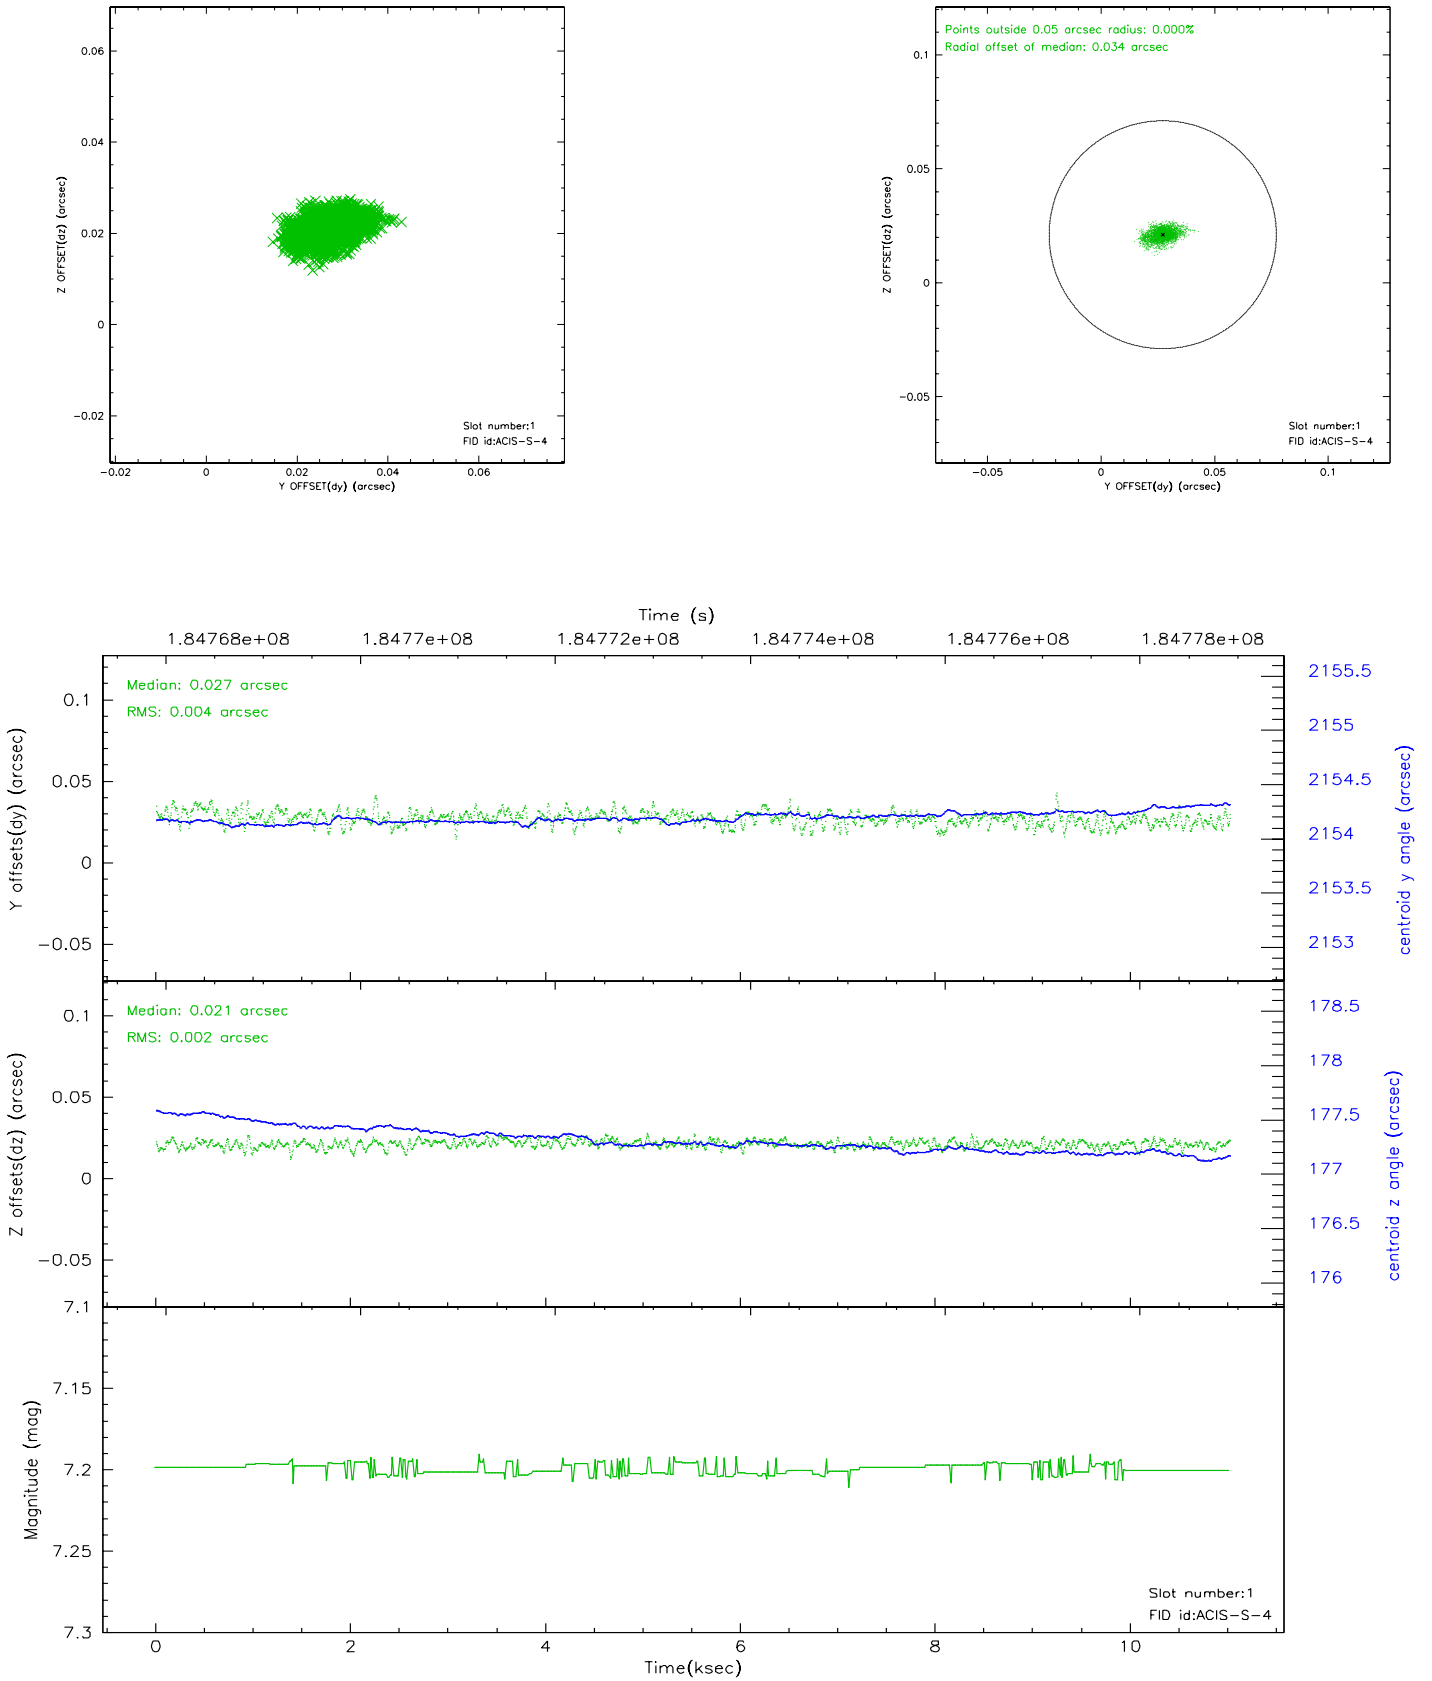 0.06
0.04
0.02
0
−0.02
Z OFFSET(dz) (arcsec)
Slot number:1
FID id:ACIS−S−4
−0.02 0 0.02 0.04 0.06
Y OFFSET(dy) (arcsec)
Points outside 0.05 arcsec radius: 0.000%
Radial offset of median: 0.034 arcsec
0.1
0.05
0
−0.05
Z OFFSET(dz) (arcsec)
Slot number:1
FID id:ACIS−S−4
−0.05 0 0.05 0.1
Y OFFSET(dy) (arcsec)
Time (s)
1.84768e+08 1.8477e+08 1.84772e+08 1.84774e+08 1.84776e+08 1.84778e+08
Median: 0.027 arcsec
RMS: 0.004 arcsec
0.1
0.05
0
−0.05
Y offsets(dy) (arcsec)
2155.5
2155
2154.5
2154
2153.5
2153
centroid y angle (arcsec)
Median: 0.021 arcsec
RMS: 0.002 arcsec
0.1
0.05
0
−0.05
Z offsets(dz) (arcsec)
178.5
178
177.5
177
176.5
176
centroid z angle (arcsec)
7.1
7.15
7.2
7.25
7.3
Magnitude (mag)
Slot number:1
FID id:ACIS−S−4
0 2 4 6 8 10
Time(ksec)